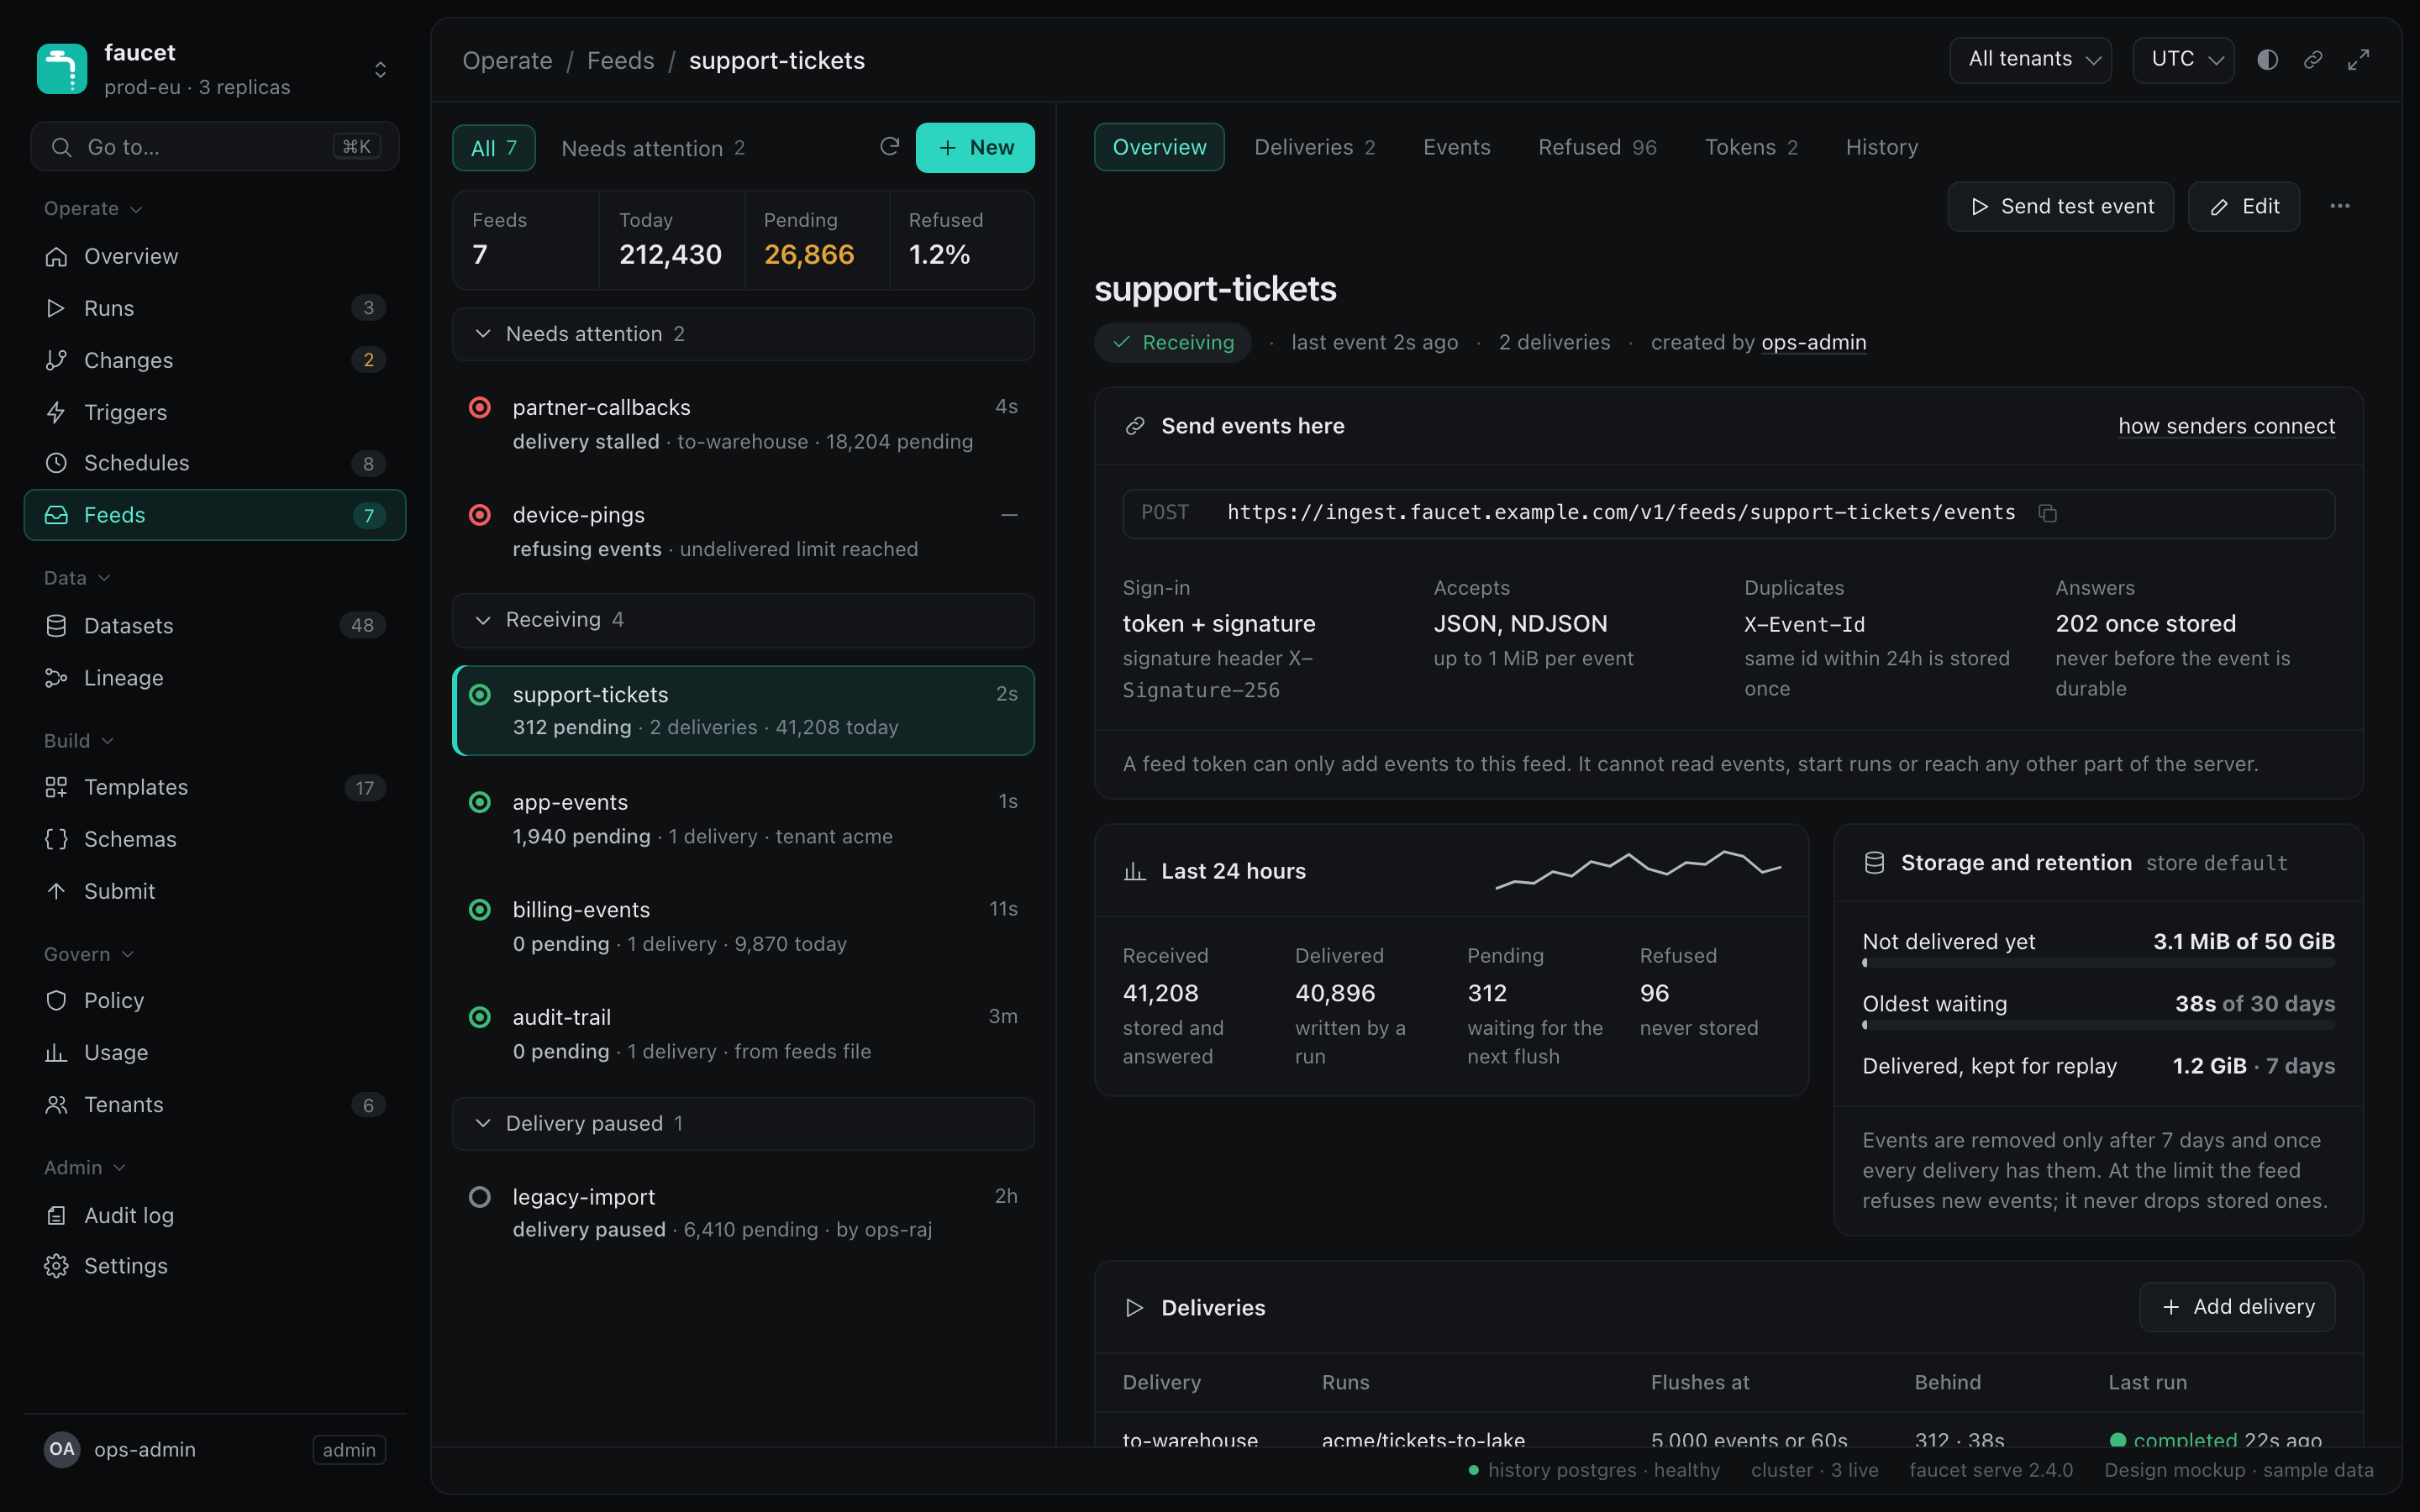 faucet
prod-eu · 3 replicas
Go to... ⌘K
Operate
Overview
Runs 3
Changes 2
Triggers
Schedules 8
Feeds 7
Data
Datasets 48
Lineage
Build
Templates 17
Schemas
Submit
Govern
Policy
Usage
Tenants 6
Admin
Audit log
Settings
OA ops-admin admin
Operate / Feeds / support-tickets
All tenants UTC
All 7 Needs attention 2 New
Feeds Today Pending Refused
7 212,430 26,866 1.2%
Needs attention 2
partner-callbacks 4s
delivery stalled · to-warehouse · 18,204 pending
device-pings —
refusing events · undelivered limit reached
Receiving 4
support-tickets 2s
312 pending · 2 deliveries · 41,208 today
app-events 1s
1,940 pending · 1 delivery · tenant acme
billing-events 11s
0 pending · 1 delivery · 9,870 today
audit-trail 3m
0 pending · 1 delivery · from feeds file
Delivery paused 1
legacy-import 2h
delivery paused · 6,410 pending · by ops-raj
Overview Deliveries 2 Events Refused 96 Tokens 2 History
Send test event Edit
support-tickets
Receiving · last event 2s ago · 2 deliveries · created by ops-admin
Send events here how senders connect
POST https://ingest.faucet.example.com/v1/feeds/support-tickets/events
Sign-in Accepts Duplicates Answers
token + signature JSON, NDJSON X-Event-Id 202 once stored
signature header X- up to 1 MiB per event same id within 24h is stored never before the event is
Signature-256 once durable
A feed token can only add events to this feed. It cannot read events, start runs or reach any other part of the server.
Last 24 hours
Received Delivered Pending Refused
41,208 40,896 312 96
stored and written by a waiting for the never stored
answered run next flush
Storage and retention store default
Not delivered yet 3.1 MiB of 50 GiB
Oldest waiting 38s of 30 days
Delivered, kept for replay 1.2 GiB · 7 days
Events are removed only after 7 days and once
every delivery has them. At the limit the feed
refuses new events; it never drops stored ones.
Deliveries Add delivery
Delivery Runs Flushes at Behind Last run
to-warehouse acme/tickets-to-lake 5,000 events or 60s 312 · 38s completed 22s ago
history postgres · healthy cluster · 3 live faucet serve 2.4.0 Design mockup · sample data